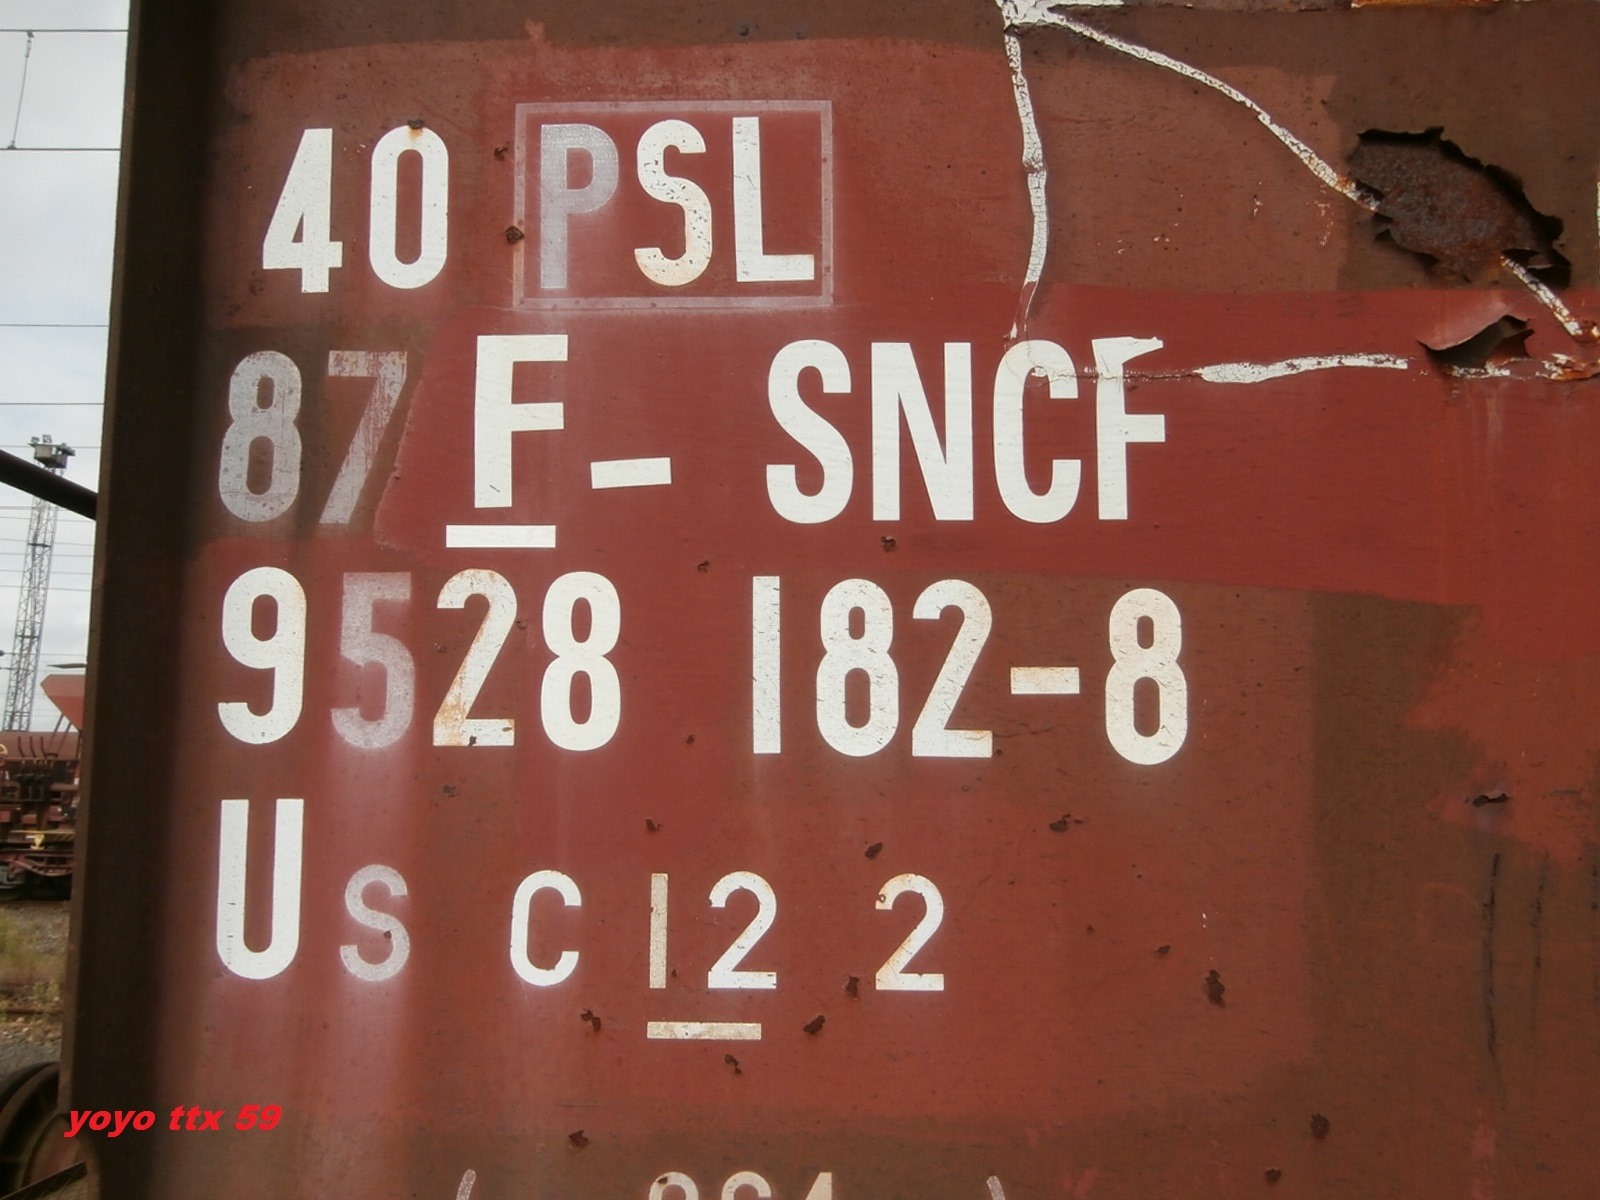 40 PSL
87 F- SNCF
9528 182-8
Us C 12 2
yoyo ttx 59